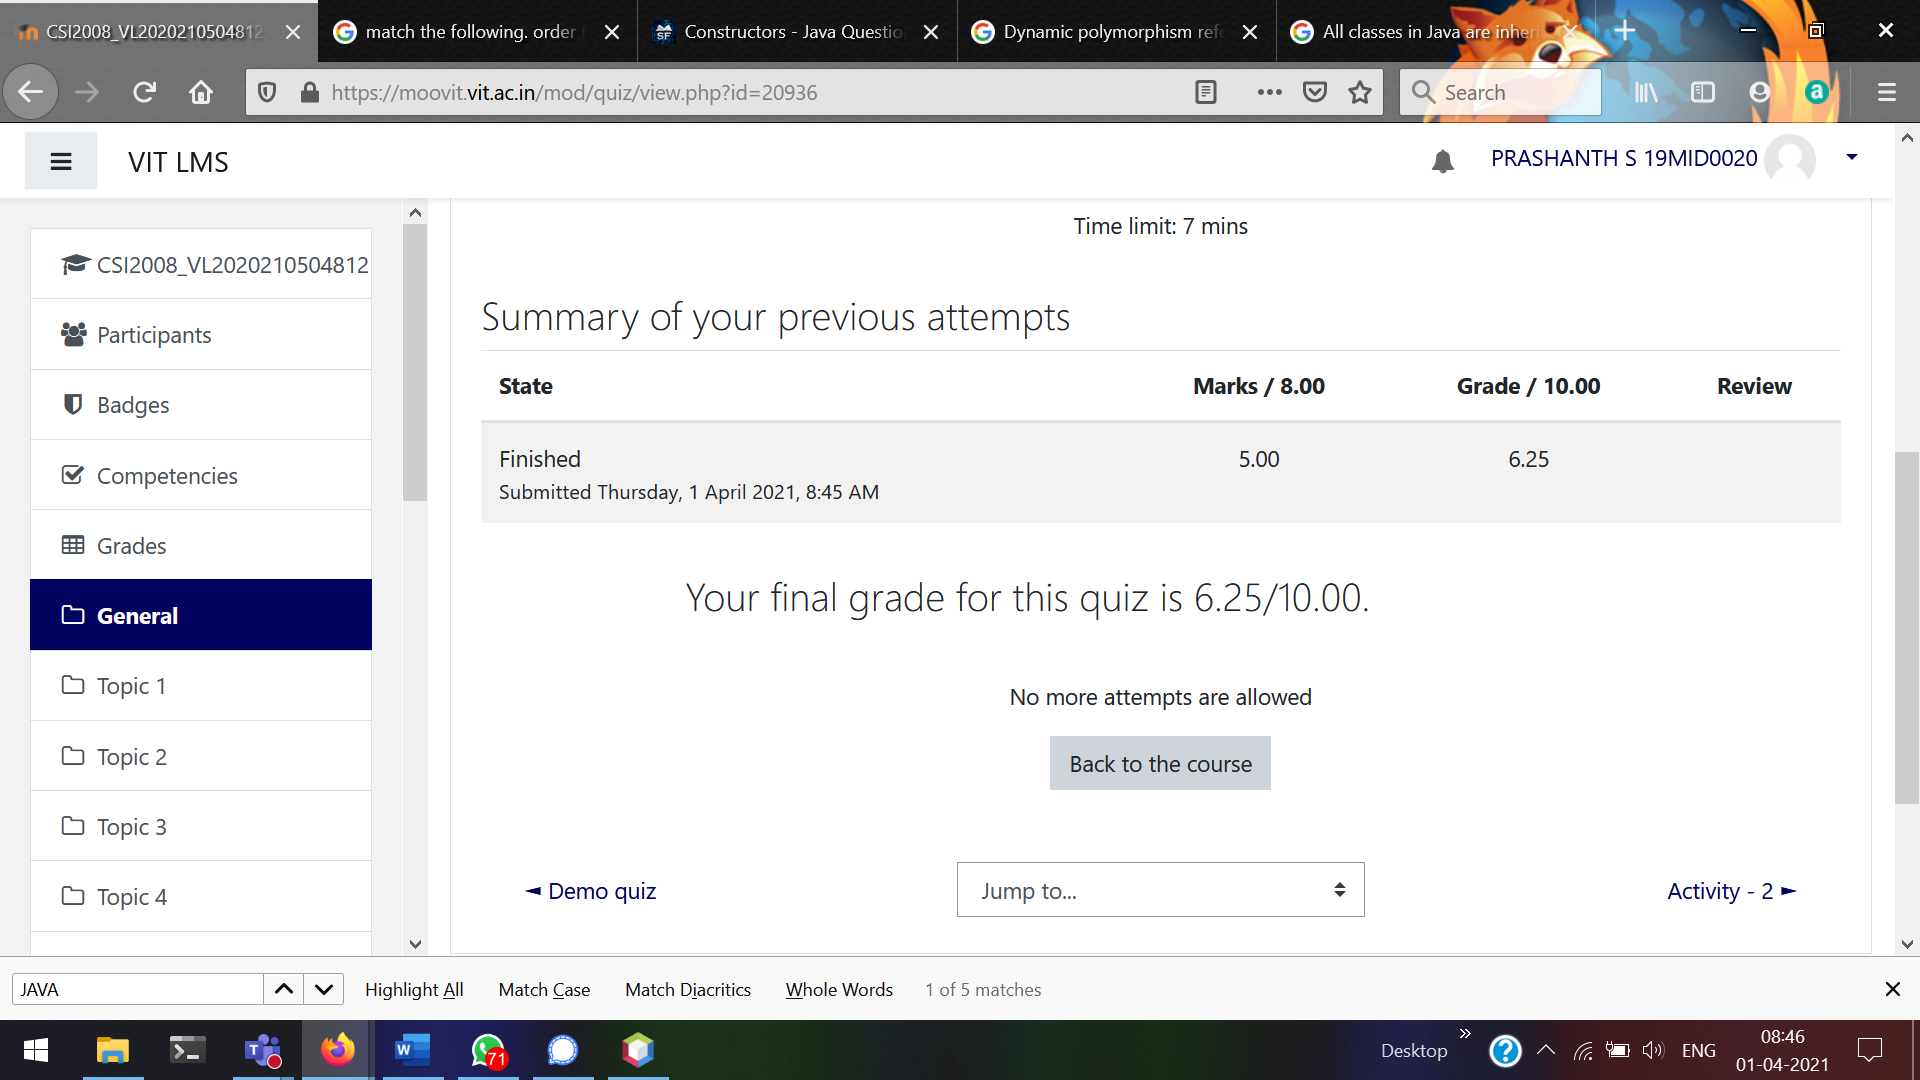 CSI2008_VL2020210504812
match the following. order
Constructors - Java Questio
Dynamic polymorphism refe
All classes in Java are inheri
https://moovit.vit.ac.in/mod/quiz/view.php?id=20936
Search
VIT LMS
PRASHANTH S 19MID0020
CSI2008_VL2020210504812
Participants
Badges
Competencies
Grades
General
Topic 1
Topic 2
Topic 3
Topic 4
Time limit: 7 mins
Summary of your previous attempts
State Marks / 8.00 Grade / 10.00 Review
Finished 5.00 6.25
Submitted Thursday, 1 April 2021, 8:45 AM
Your final grade for this quiz is 6.25/10.00.
No more attempts are allowed
Back to the course
◄ Demo quiz
Jump to...
Activity - 2 ►
JAVA Highlight All Match Case Match Diacritics Whole Words 1 of 5 matches
71
Desktop
ENG
08:46
01-04-2021